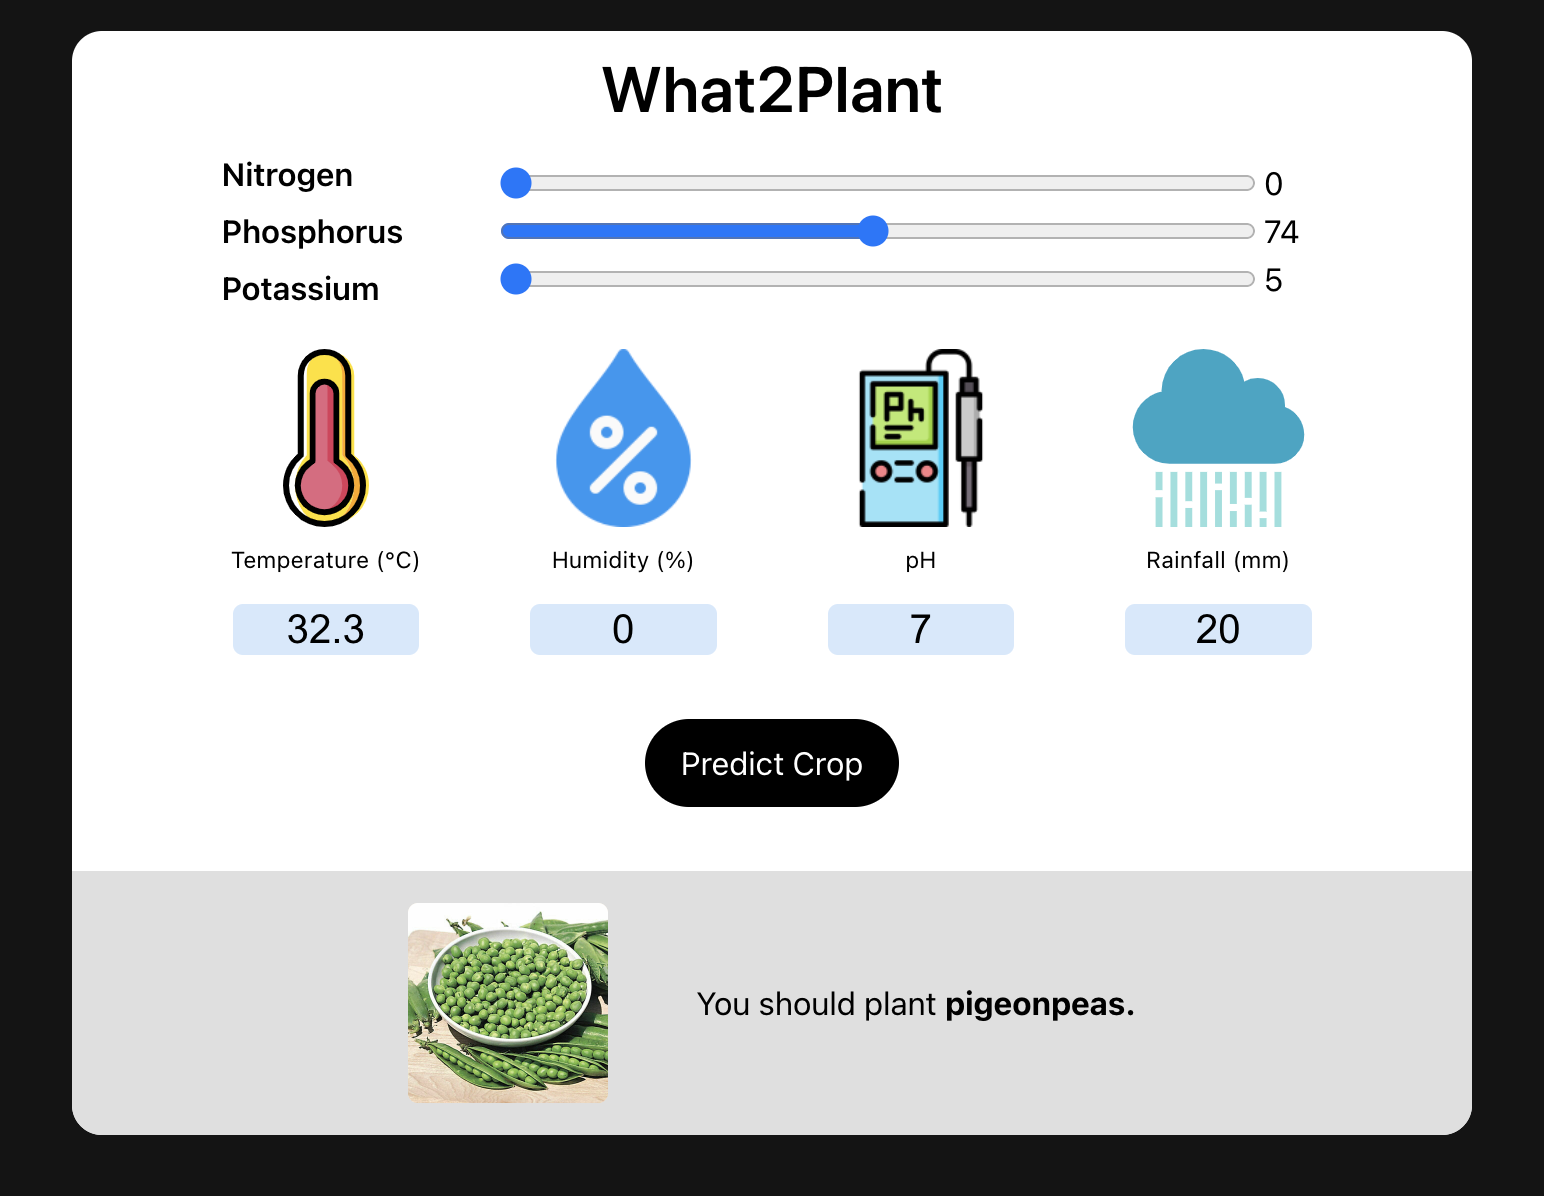 What2Plant
Nitrogen 0
Phosphorus 74
Potassium 5
Ph
%
Temperature (°C) Humidity (%) pH Rainfall (mm)
32.3 0 7 20
Predict Crop
You should plant pigeonpeas.